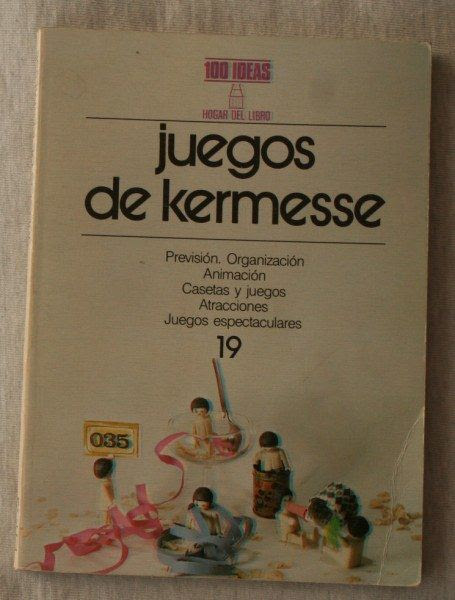 100 IDEAS
HOGAR DEL LIBRO
juegos
de kermesse
Previsión. Organización
Animación
Casetas y juegos
Atracciones
Juegos espectaculares
19
035